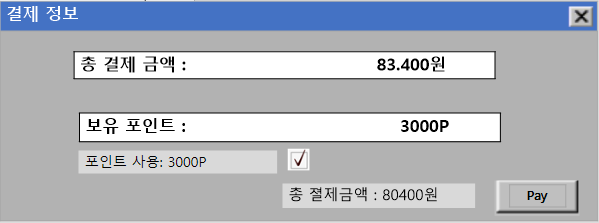 결제 정보
총 결제 금액 : 83.400원
보유 포인트 : 3000P
포인트 사용: 3000P
총 졀제금액 : 80400원
Pay